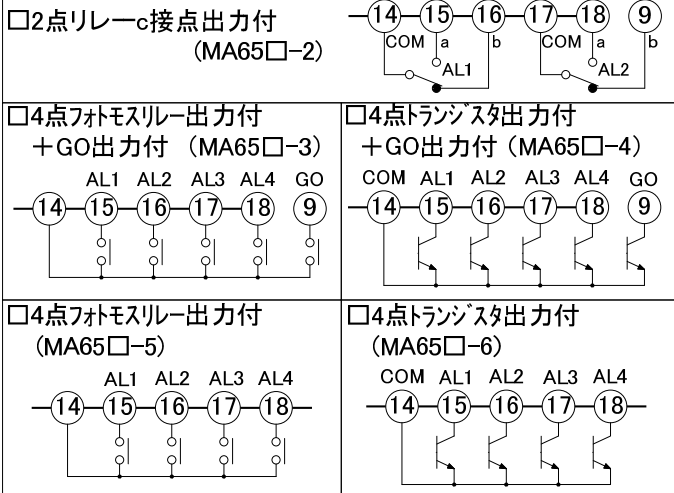 □2点リレーc接点出力付
(MA65□-2)
14 15 16 17 18 9
COM a b COM a b
AL1 AL2
□4点フォトモスリレー出力付
+GO出力付 (MA65□-3)
AL1 AL2 AL3 AL4 GO
14 15 16 17 18 9
□4点トランジスタ出力付
+GO出力付 (MA65□-4)
COM AL1 AL2 AL3 AL4 GO
14 15 16 17 18 9
□4点フォトモスリレー出力付
(MA65□-5)
AL1 AL2 AL3 AL4
14 15 16 17 18
□4点トランジスタ出力付
(MA65□-6)
COM AL1 AL2 AL3 AL4
14 15 16 17 18